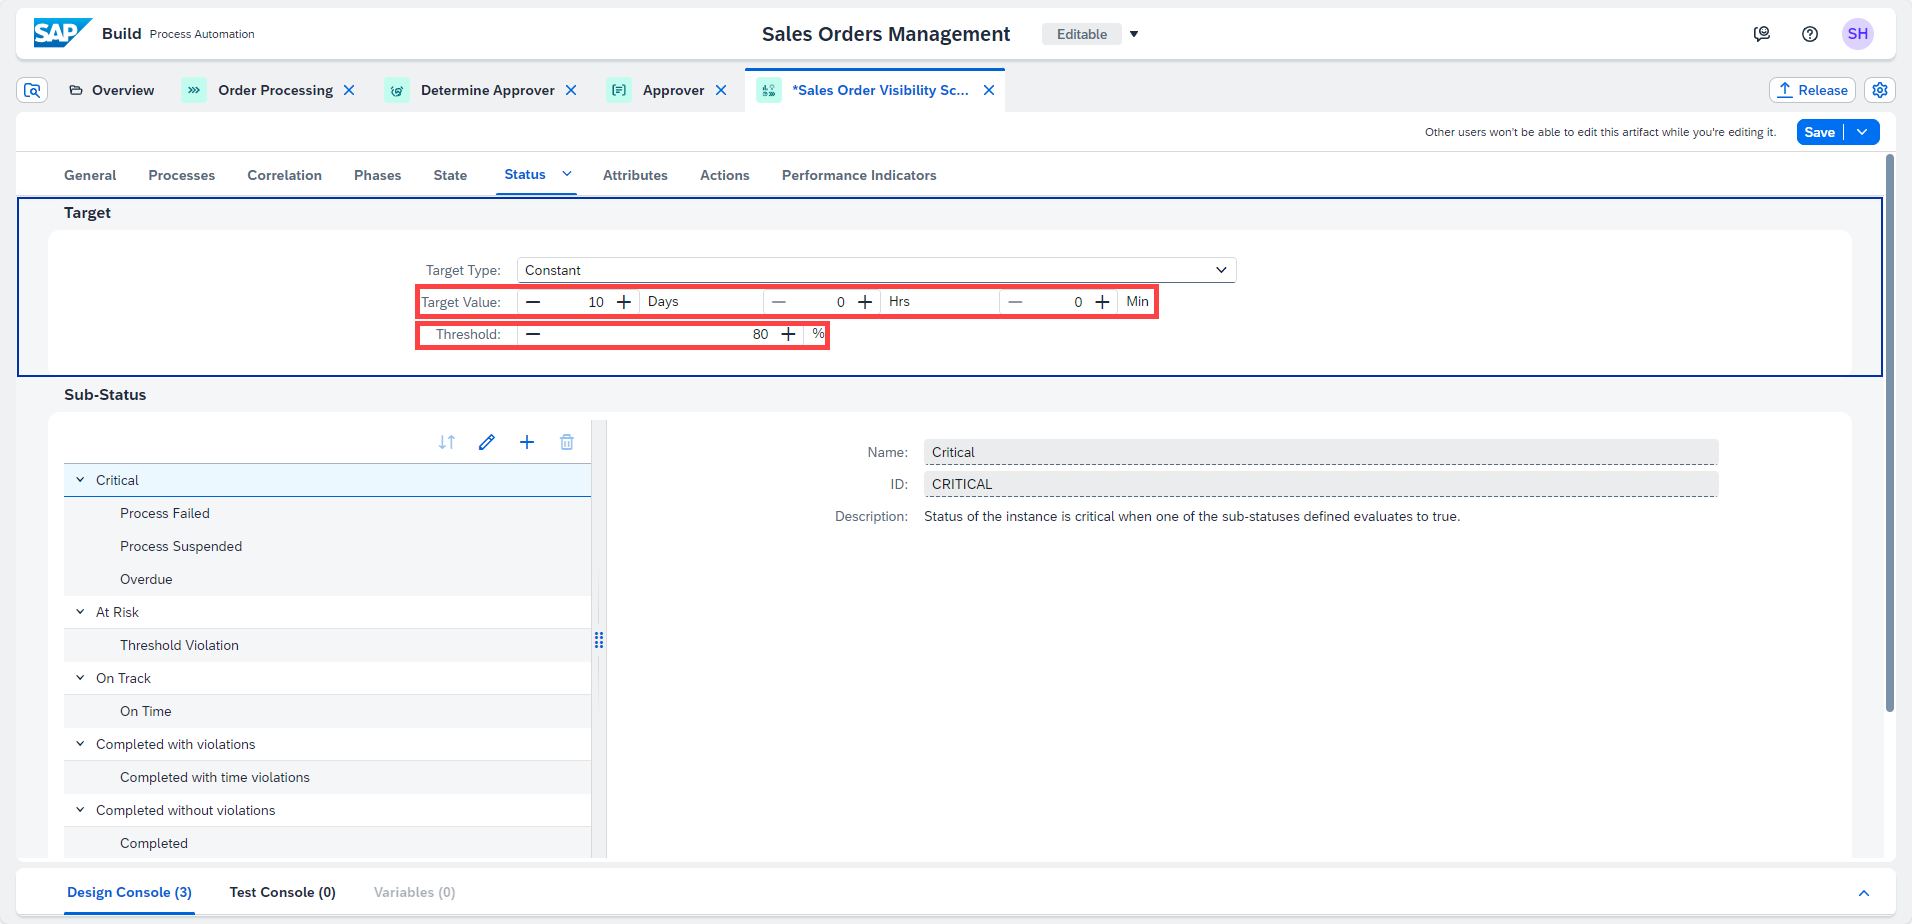 SAP Build Process Automation Sales Orders Management Editable SH
Overview Order Processing Determine Approver Approver *Sales Order Visibility Sc... Release
Other users won't be able to edit this artifact while you're editing it. Save
General Processes Correlation Phases State Status Attributes Actions Performance Indicators
Target
Target Type: Constant
Target Value: 10 Days 0 Hrs 0 Min
Threshold: 80 %
Sub-Status
Critical
Process Failed
Process Suspended
Overdue
At Risk
Threshold Violation
On Track
On Time
Completed with violations
Completed with time violations
Completed without violations
Completed
Name: Critical
ID: CRITICAL
Description: Status of the instance is critical when one of the sub-statuses defined evaluates to true.
Design Console (3) Test Console (0) Variables (0)